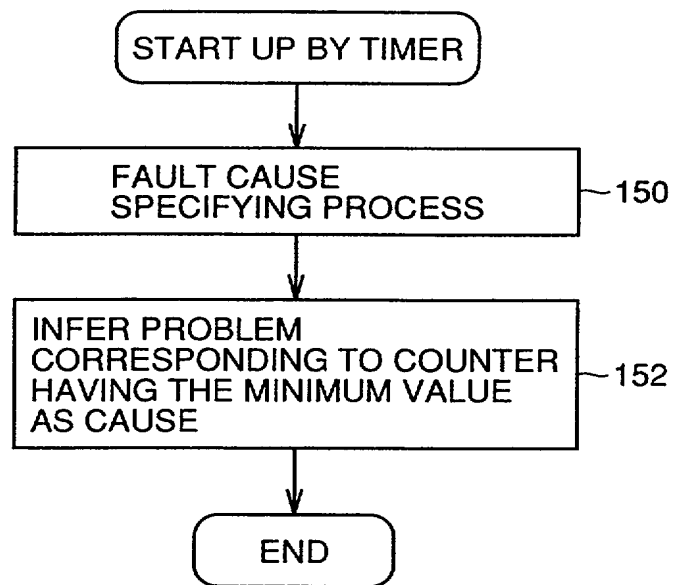 START UP BY TIMER
FAULT CAUSE
SPECIFYING PROCESS
150
INFER PROBLEM
CORRESPONDING TO COUNTER
HAVING THE MINIMUM VALUE
AS CAUSE
152
END